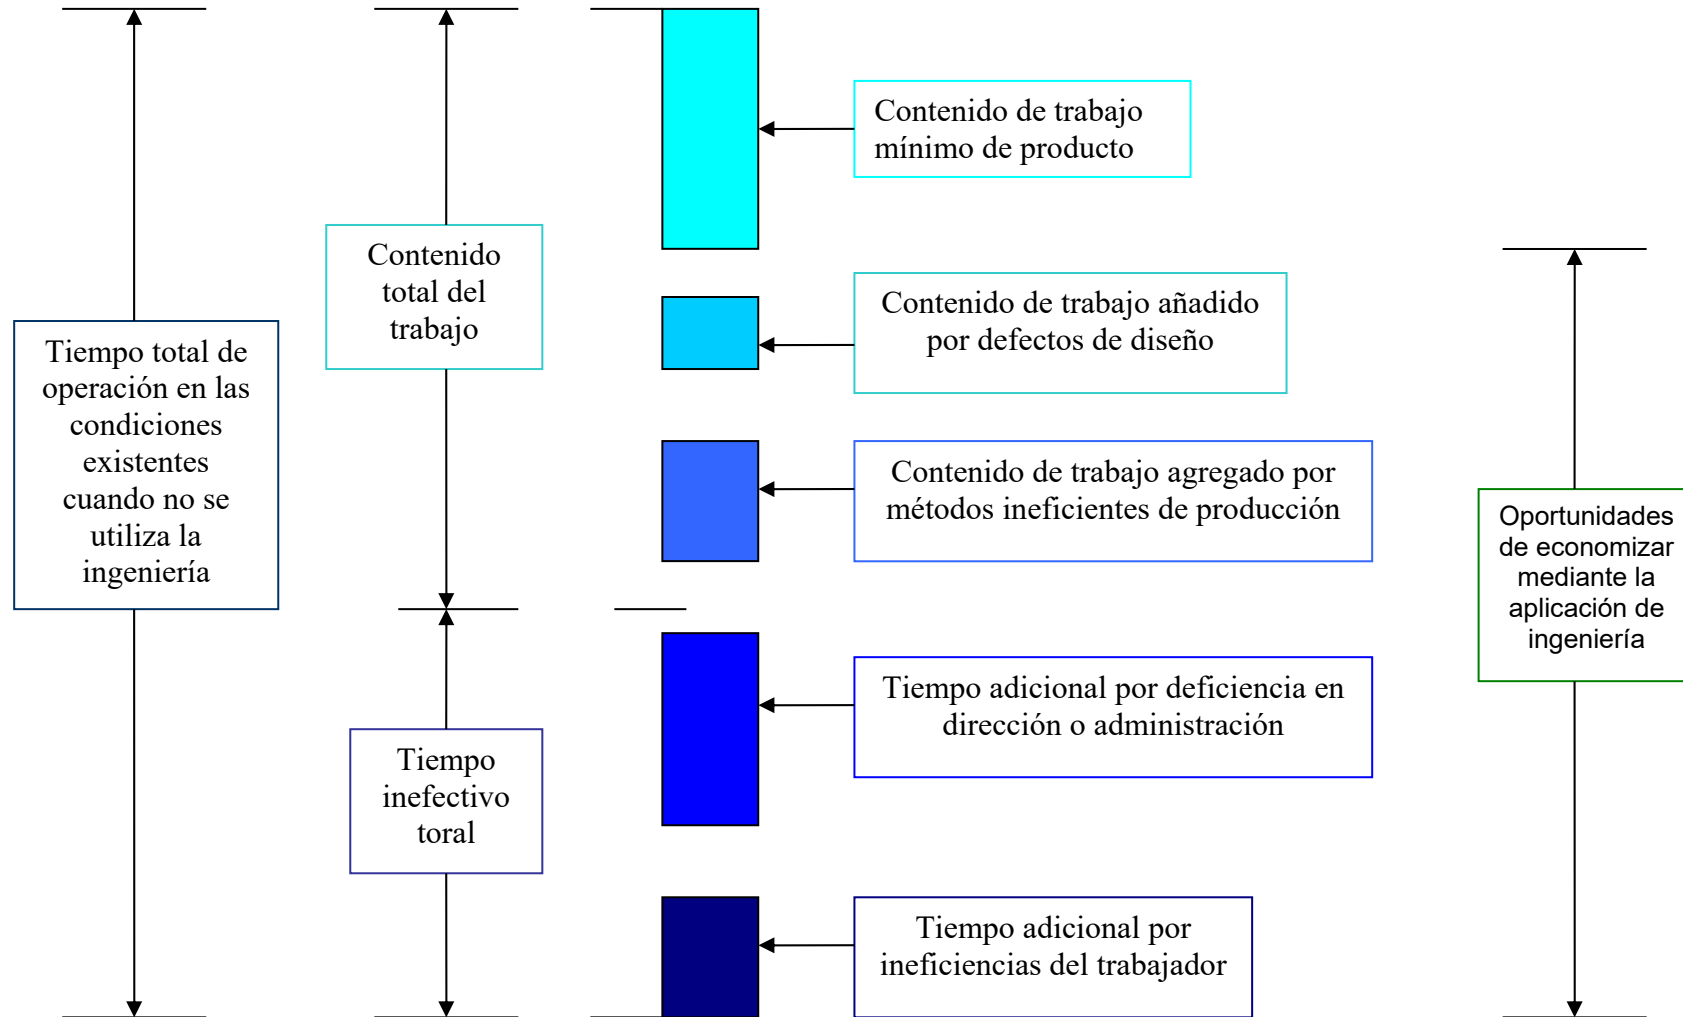 Tiempo total de
operación en las
condiciones
existentes
cuando no se
utiliza la
ingeniería
Contenido
total del
trabajo
Tiempo
inefectivo
toral
Contenido de trabajo
mínimo de producto
Contenido de trabajo añadido
por defectos de diseño
Contenido de trabajo agregado por
métodos ineficientes de producción
Tiempo adicional por deficiencia en
dirección o administración
Tiempo adicional por
ineficiencias del trabajador
Oportunidades
de economizar
mediante la
aplicación de
ingeniería